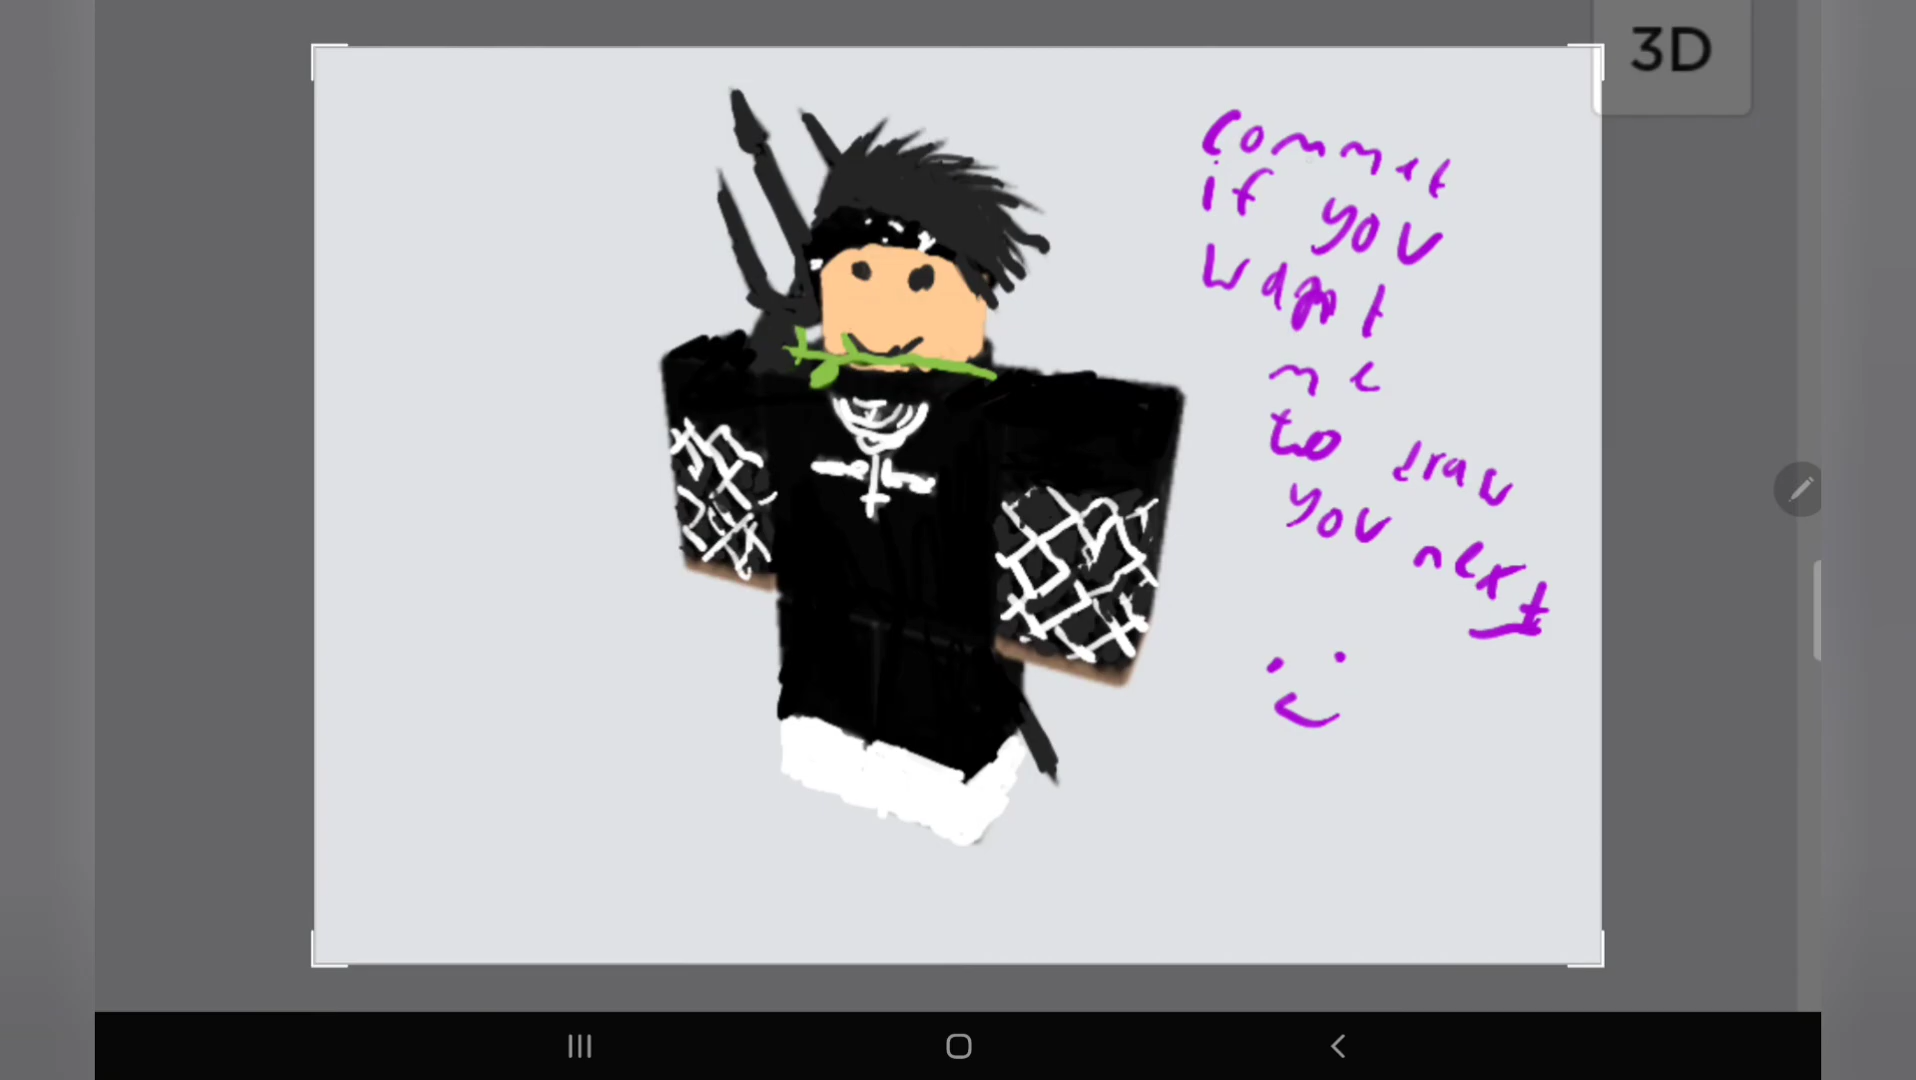 3D
commet
if you
want
me
to draw
you next